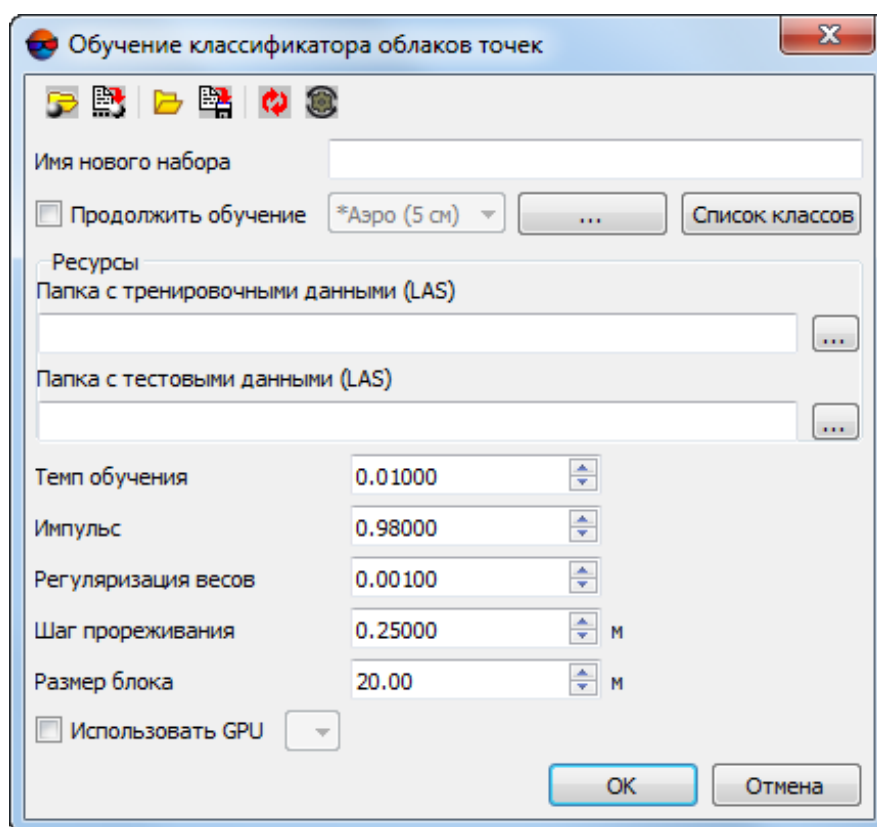 Обучение классификатора облаков точек
Имя нового набора
Продолжить обучение *Аэро (5 см) ... Список классов
Ресурсы
Папка с тренировочными данными (LAS)
...
Папка с тестовыми данными (LAS)
...
Темп обучения 0.01000
Импульс 0.98000
Регуляризация весов 0.00100
Шаг прореживания 0.25000 м
Размер блока 20.00 м
Использовать GPU
OK Отмена